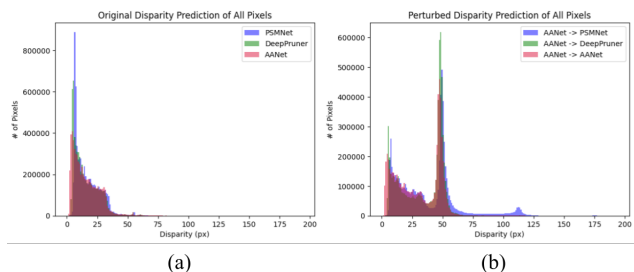 Original Disparity Prediction of All Pixels
PSMNet
DeepPruner
AANet
800000
600000
400000
200000
0
# of Pixels
0 25 50 75 100 125 150 175 200
Disparity (px)
(a)
Perturbed Disparity Prediction of All Pixels
AANet -> PSMNet
AANet -> DeepPruner
AANet -> AANet
600000
500000
400000
300000
200000
100000
0
# of Pixels
0 25 50 75 100 125 150 175 200
Disparity (px)
(b)